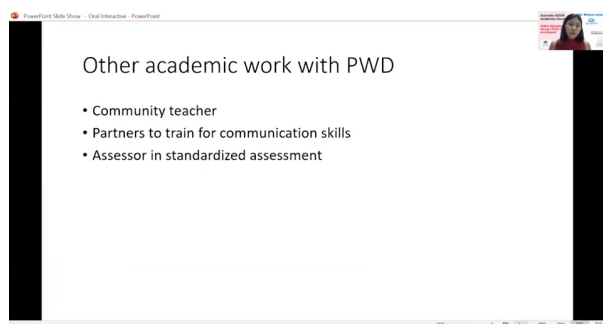 PowerPoint Slide Show - Oral Interactive - PowerPoint
Other academic work with PWD
• Community teacher
• Partners to train for communication skills
• Assessor in standardized assessment